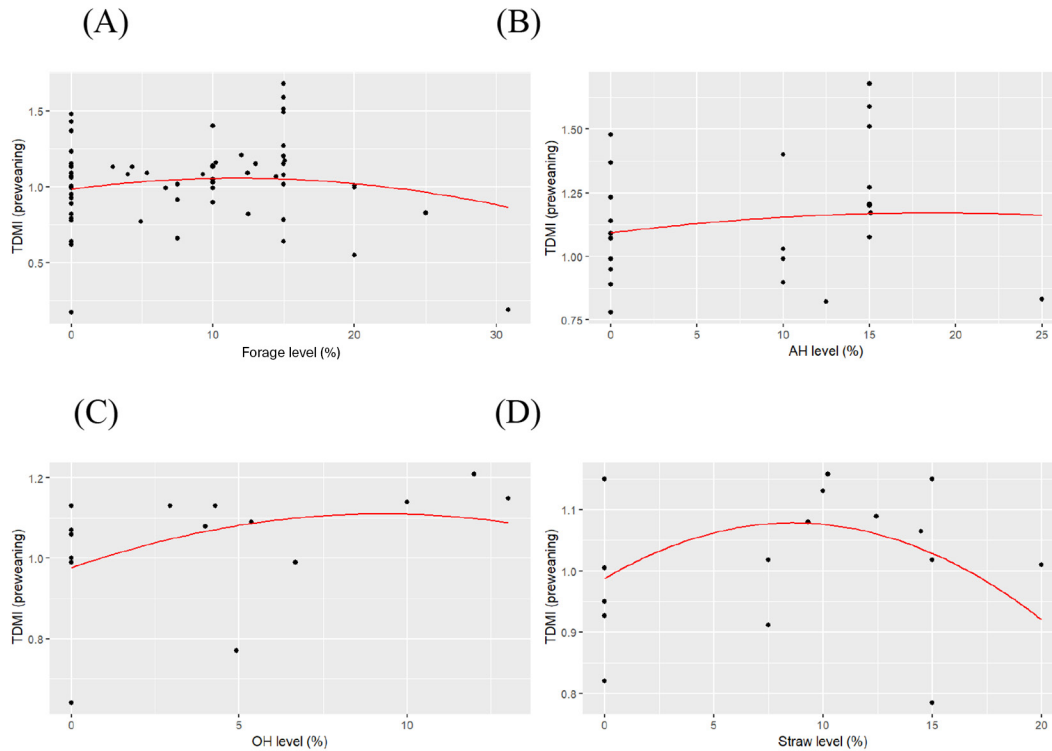 (A)
TDMI (preweaning)
1.5
1.0
0.5
0
10
20
30
Forage level (%)
(B)
TDMI (preweaning)
1.50
1.25
1.00
0.75
0
5
10
15
20
25
AH level (%)
(C)
TDMI (preweaning)
1.2
1.0
0.8
0
5
10
OH level (%)
(D)
TDMI (preweaning)
1.1
1.0
0.9
0.8
0
5
10
15
20
Straw level (%)